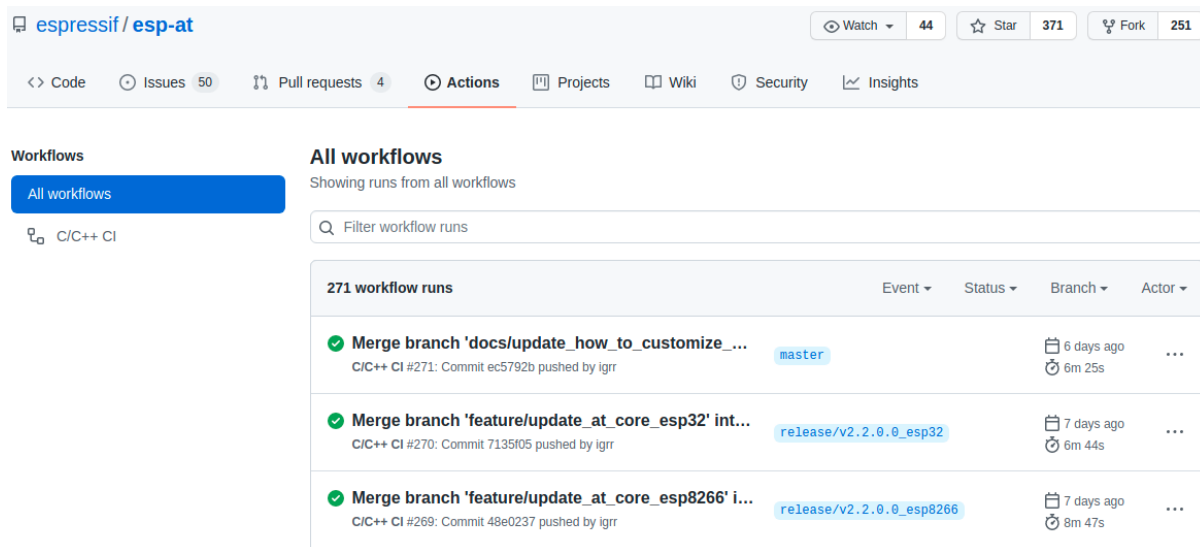 espressif / esp-at
Watch 44 Star 371 Fork 251
Code Issues 50 Pull requests 4 Actions Projects Wiki Security Insights
Workflows
All workflows
C/C++ CI
All workflows
Showing runs from all workflows
Filter workflow runs
271 workflow runs Event Status Branch Actor
Merge branch 'docs/update_how_to_customize_...
C/C++ CI #271: Commit ec5792b pushed by igrr
master
6 days ago
6m 25s
Merge branch 'feature/update_at_core_esp32' int...
C/C++ CI #270: Commit 7135f05 pushed by igrr
release/v2.2.0.0_esp32
7 days ago
6m 44s
Merge branch 'feature/update_at_core_esp8266' i...
C/C++ CI #269: Commit 48e0237 pushed by igrr
release/v2.2.0.0_esp8266
7 days ago
8m 47s